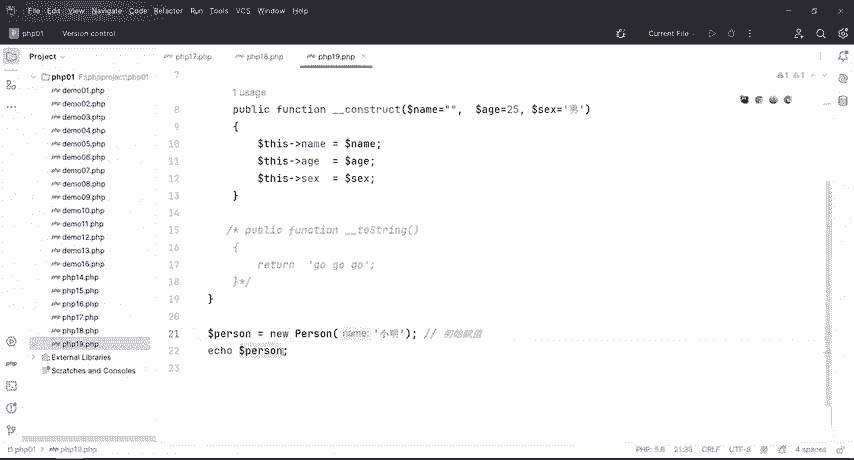 File Edit View Navigate Code Refactor Run Tools VCS Window Help
php01 Version control Current File
Project
php17.php php18.php php19.php
php01 F:\phpproject\php01
demo01.php
demo02.php
demo03.php
demo04.php
demo05.php
demo06.php
demo07.php
demo08.php
demo09.php
demo10.php
demo11.php
demo12.php
demo13.php
demo16.php
php14.php
php15.php
php16.php
php17.php
php18.php
php19.php
External Libraries
Scratches and Consoles
7
1 usage
8 public function __construct($name="", $age=25, $sex='男')
9 {
10 $this->name = $name;
11 $this->age = $age;
12 $this->sex = $sex;
13 }
14
15 /* public function __toString()
16 {
17 return 'go go go';
18 }*/
19 }
20
21 $person = new Person( name: '小明'); // 初始赋值
22 echo $person;
23
1 1
php01 > php19.php
PHP: 5.6 21:33 CRLF UTF-8 4 spaces